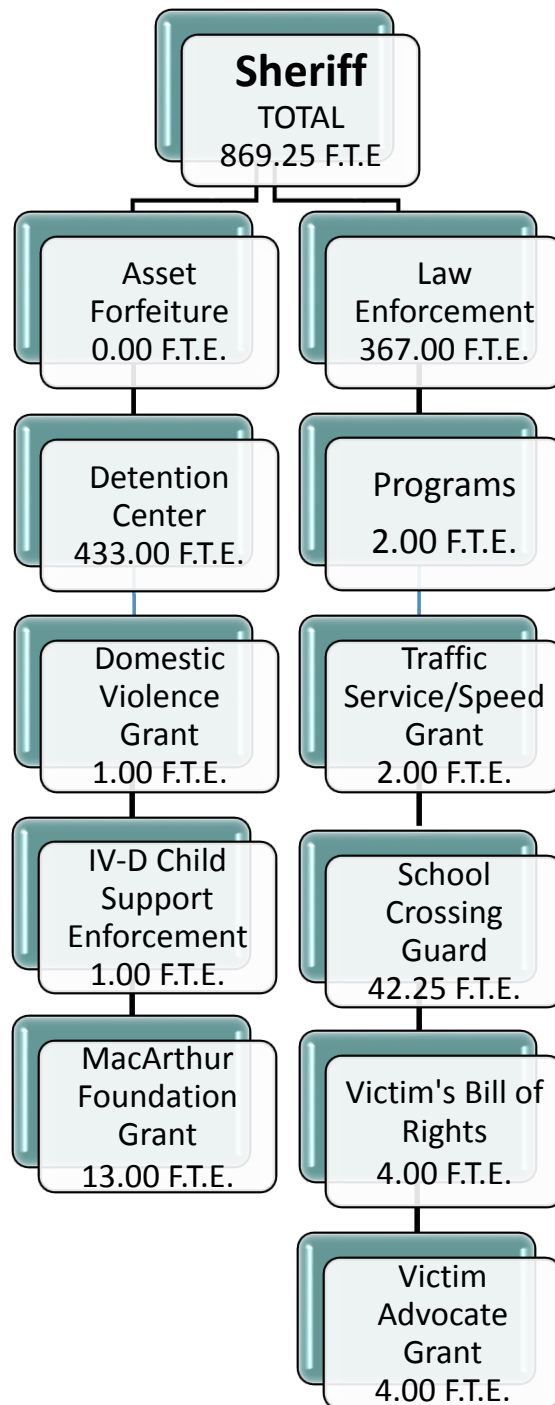 Sheriff
TOTAL
869.25 F.T.E
Asset
Forfeiture
0.00 F.T.E.
Law
Enforcement
367.00 F.T.E.
Detention
Center
433.00 F.T.E.
Programs
2.00 F.T.E.
Domestic
Violence
Grant
1.00 F.T.E.
Traffic
Service/Speed
Grant
2.00 F.T.E.
IV-D Child
Support
Enforcement
1.00 F.T.E.
School
Crossing
Guard
42.25 F.T.E.
MacArthur
Foundation
Grant
13.00 F.T.E.
Victim's Bill of
Rights
4.00 F.T.E.
Victim
Advocate
Grant
4.00 F.T.E.